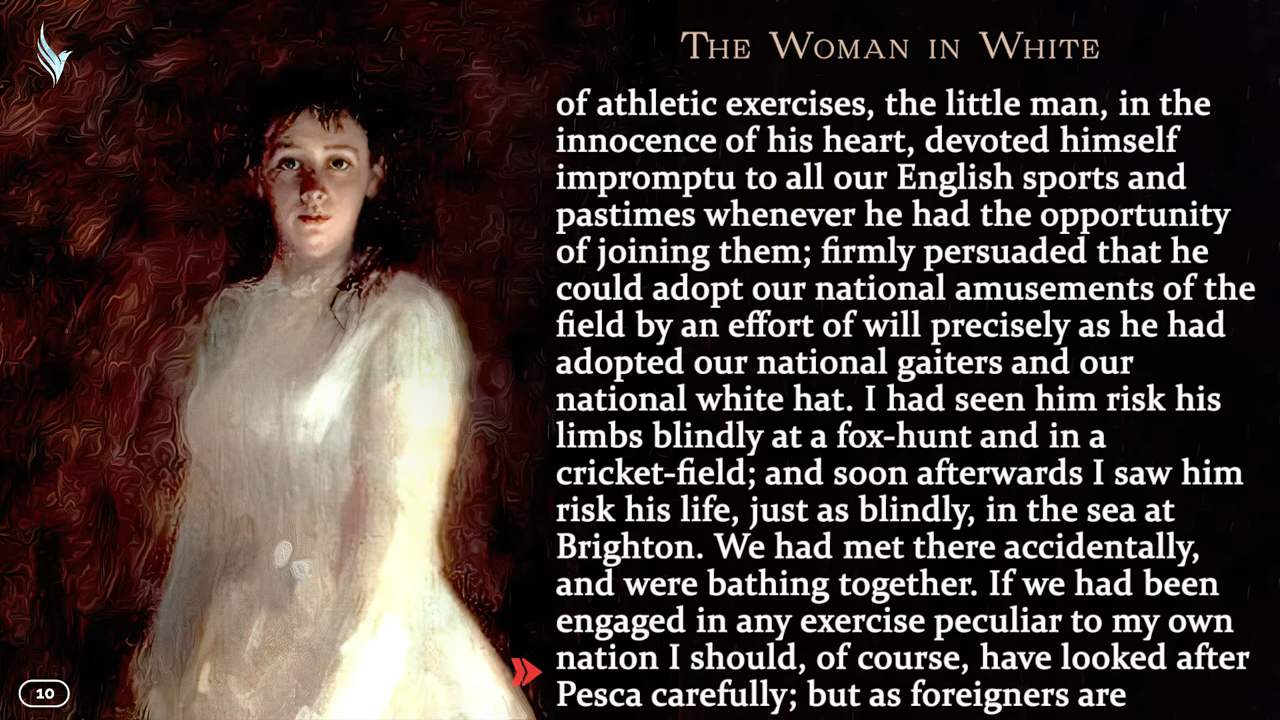 The Woman in White
of athletic exercises, the little man, in the
innocence of his heart, devoted himself
impromptu to all our English sports and
pastimes whenever he had the opportunity
of joining them; firmly persuaded that he
could adopt our national amusements of the
field by an effort of will precisely as he had
adopted our national gaiters and our
national white hat. I had seen him risk his
limbs blindly at a fox-hunt and in a
cricket-field; and soon afterwards I saw him
risk his life, just as blindly, in the sea at
Brighton. We had met there accidentally,
and were bathing together. If we had been
engaged in any exercise peculiar to my own
nation I should, of course, have looked after
Pesca carefully; but as foreigners are
10